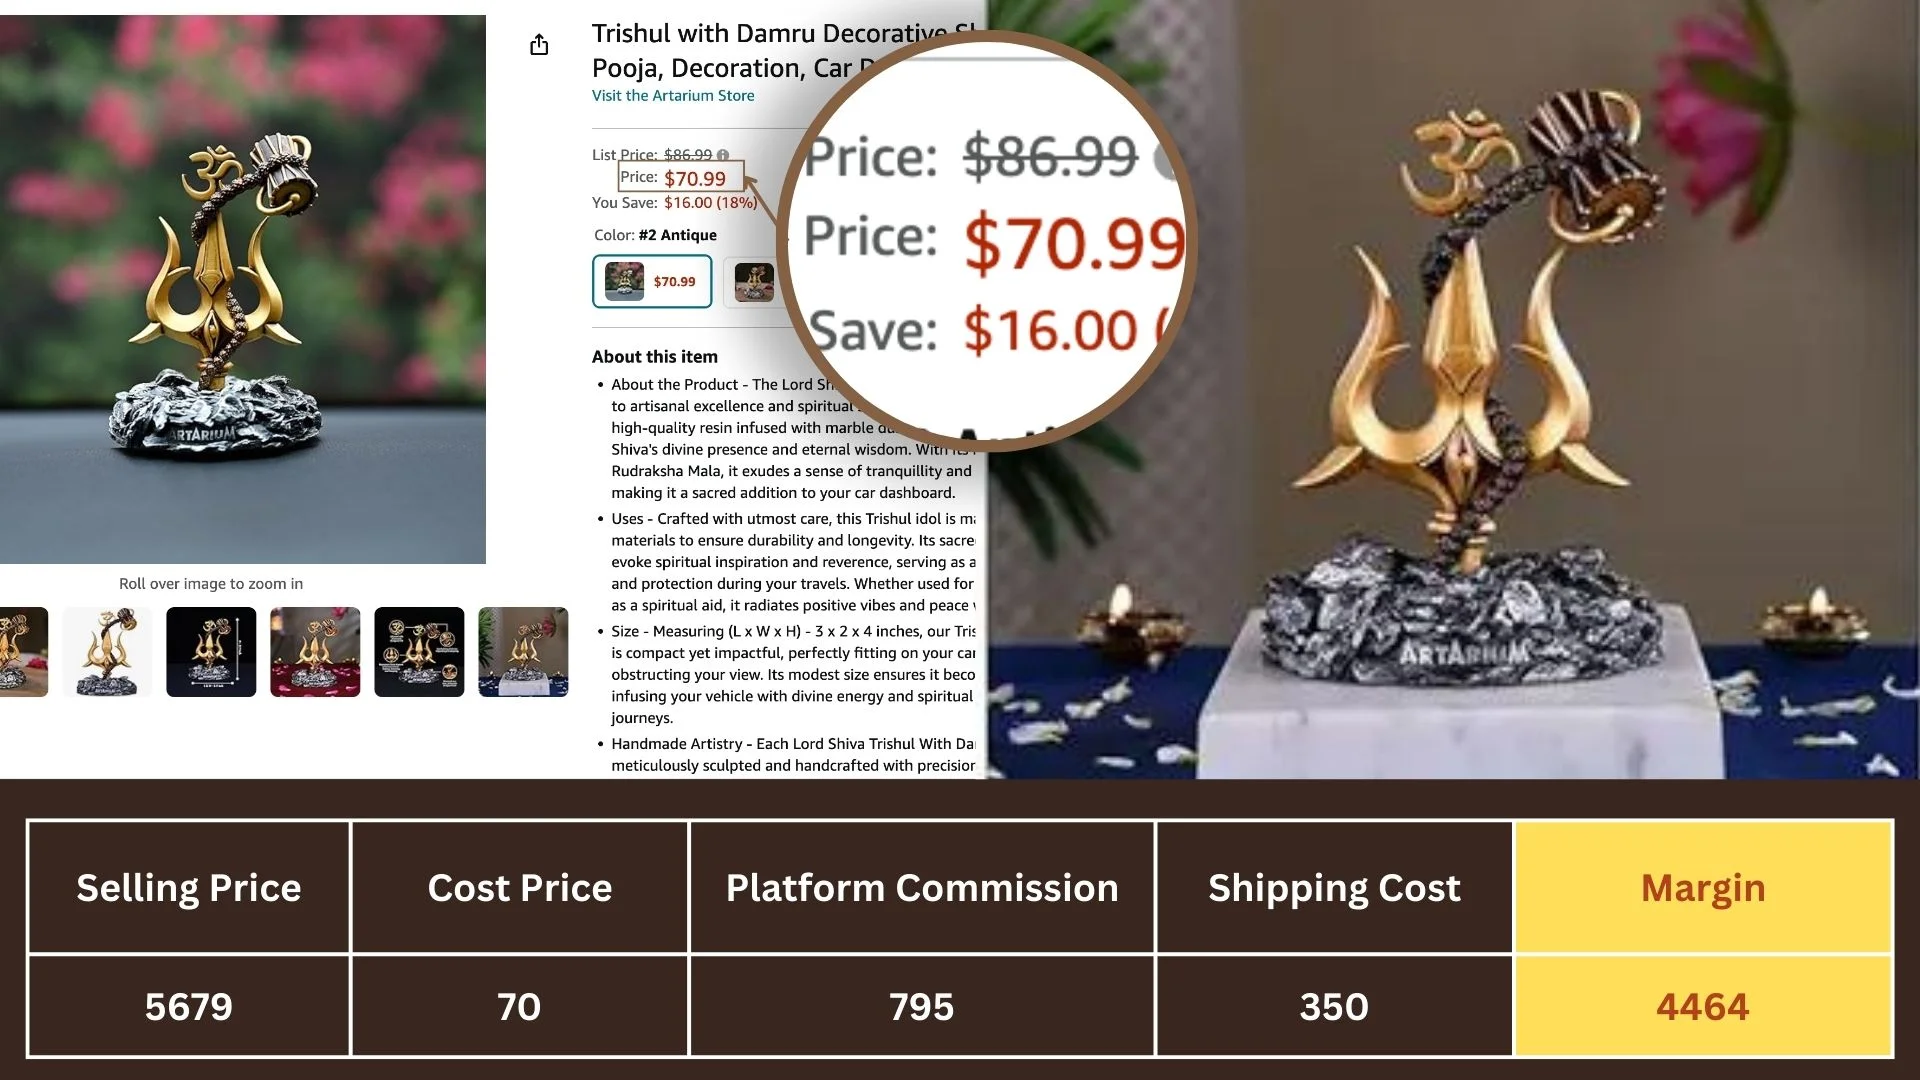 Trishul with Damru Decorative
Pooja, Decoration, Car
Visit the Artarium Store
List Price: $86.99
Price: $70.99
You Save: $16.00 (18%)
Color: #2 Antique
$70.99
About this item
• About the Product - The Lord
to artisanal excellence and spiritual
high-quality resin infused with marble
Shiva's divine presence and eternal wisdom. With
Rudraksha Mala, it exudes a sense of tranquillity and
making it a sacred addition to your car dashboard.
• Uses - Crafted with utmost care, this Trishul idol is
materials to ensure durability and longevity. Its
evoke spiritual inspiration and reverence, serving as a
and protection during your travels. Whether used for
as a spiritual aid, it radiates positive vibes and peace
• Size - Measuring (L x W x H) - 3 x 2 x 4 inches, our
is compact yet impactful, perfectly fitting on your
obstructing your view. Its modest size ensures it
infusing your vehicle with divine energy and spiritual
journeys.
• Handmade Artistry - Each Lord Shiva Trishul With
meticulously sculpted and handcrafted with
Price: $86.99
Price: $70.99
Save: $16.00 (
ARTARIUM
Roll over image to zoom in
ARTARIUM
Selling Price Cost Price Platform Commission Shipping Cost Margin
5679 70 795 350 4464